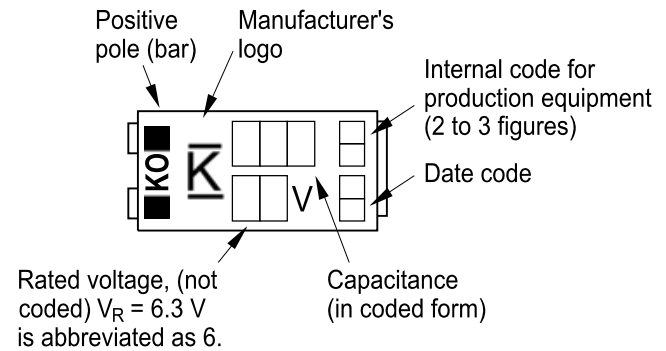 Positive
pole (bar)
Manufacturer's
logo
Internal code for
production equipment
(2 to 3 figures)
Date code
KO
K
V
Rated voltage, (not
coded) VR = 6.3 V
is abbreviated as 6.
Capacitance
(in coded form)